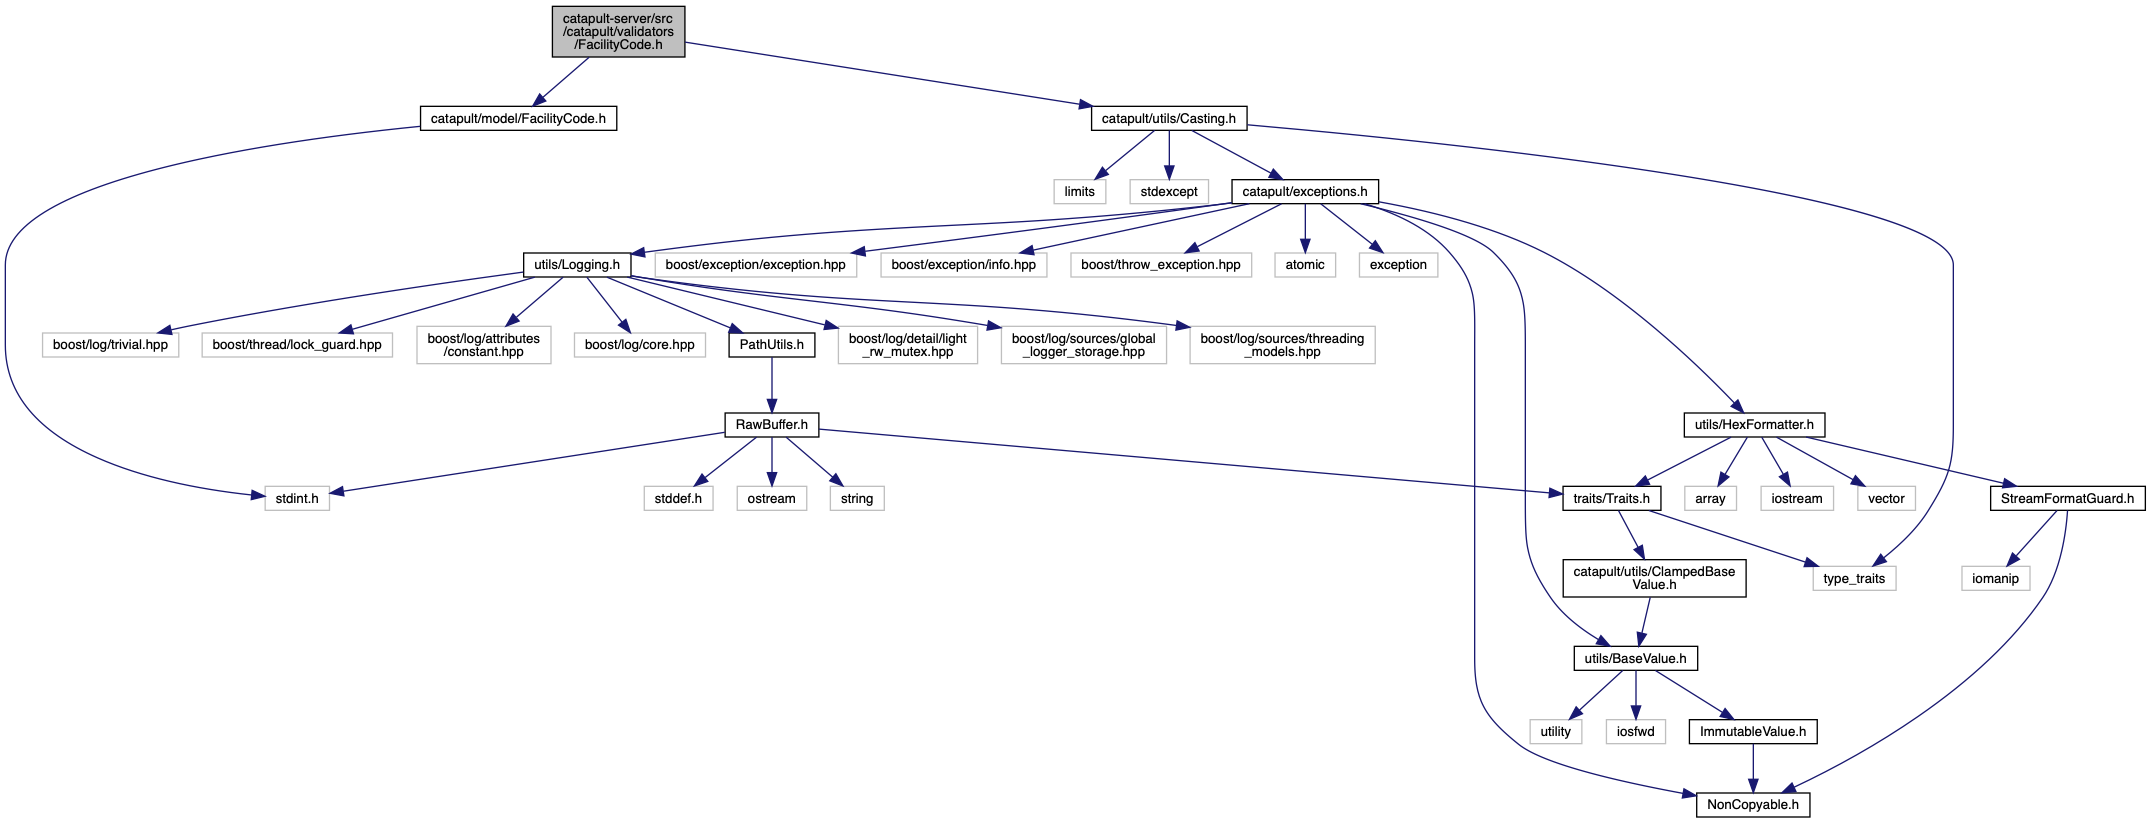 catapult-server/src
/catapult/validators
/FacilityCode.h
catapult/model/FacilityCode.h
catapult/utils/Casting.h
limits
stdexcept
catapult/exceptions.h
utils/Logging.h
boost/exception/exception.hpp
boost/exception/info.hpp
boost/throw_exception.hpp
atomic
exception
boost/log/trivial.hpp
boost/thread/lock_guard.hpp
boost/log/attributes
/constant.hpp
boost/log/core.hpp
PathUtils.h
boost/log/detail/light
_rw_mutex.hpp
boost/log/sources/global
_logger_storage.hpp
boost/log/sources/threading
_models.hpp
RawBuffer.h
utils/HexFormatter.h
stdint.h
stddef.h
ostream
string
traits/Traits.h
array
iostream
vector
StreamFormatGuard.h
catapult/utils/ClampedBase
Value.h
type_traits
iomanip
utils/BaseValue.h
utility
iosfwd
ImmutableValue.h
NonCopyable.h